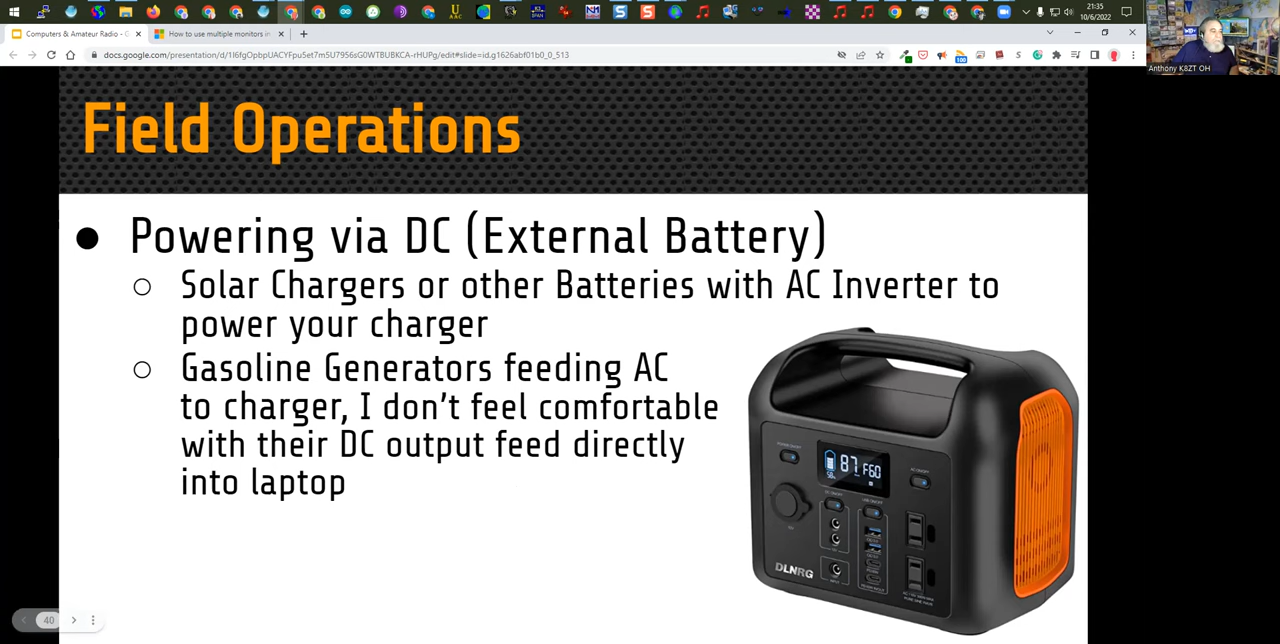 21:35
10/6/2022
Computers & Amateur Radio - G
How to use multiple monitors in
docs.google.com/presentation/d/1I6fgOpbpUACYFpu5et7m5U7956sG0WTBUBKCA-rHUPg/edit#slide=id.g1626abf01b0_0_513
Anthony K8ZT OH
Field Operations
● Powering via DC (External Battery)
○ Solar Chargers or other Batteries with AC Inverter to
power your charger
○ Gasoline Generators feeding AC
to charger, I don't feel comfortable
with their DC output feed directly
into laptop
87 F60
DLNRG
40